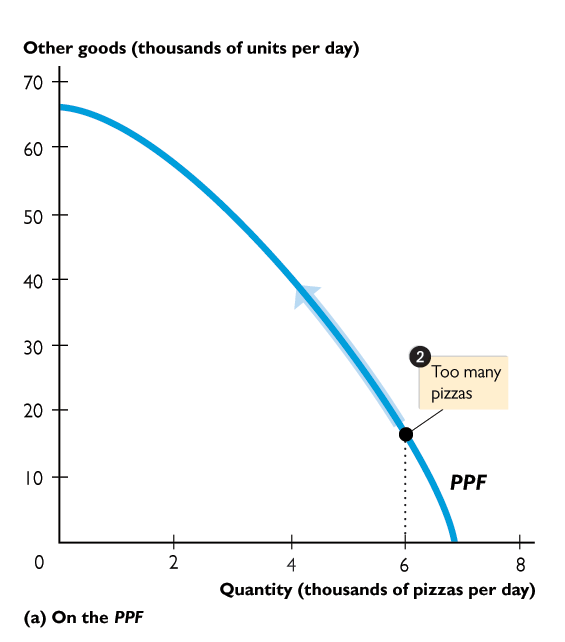 Other goods (thousands of units per day)
70
60
50
40
30
20
10
0
2
Too many
pizzas
PPF
2
4
6
8
Quantity (thousands of pizzas per day)
(a) On the PPF